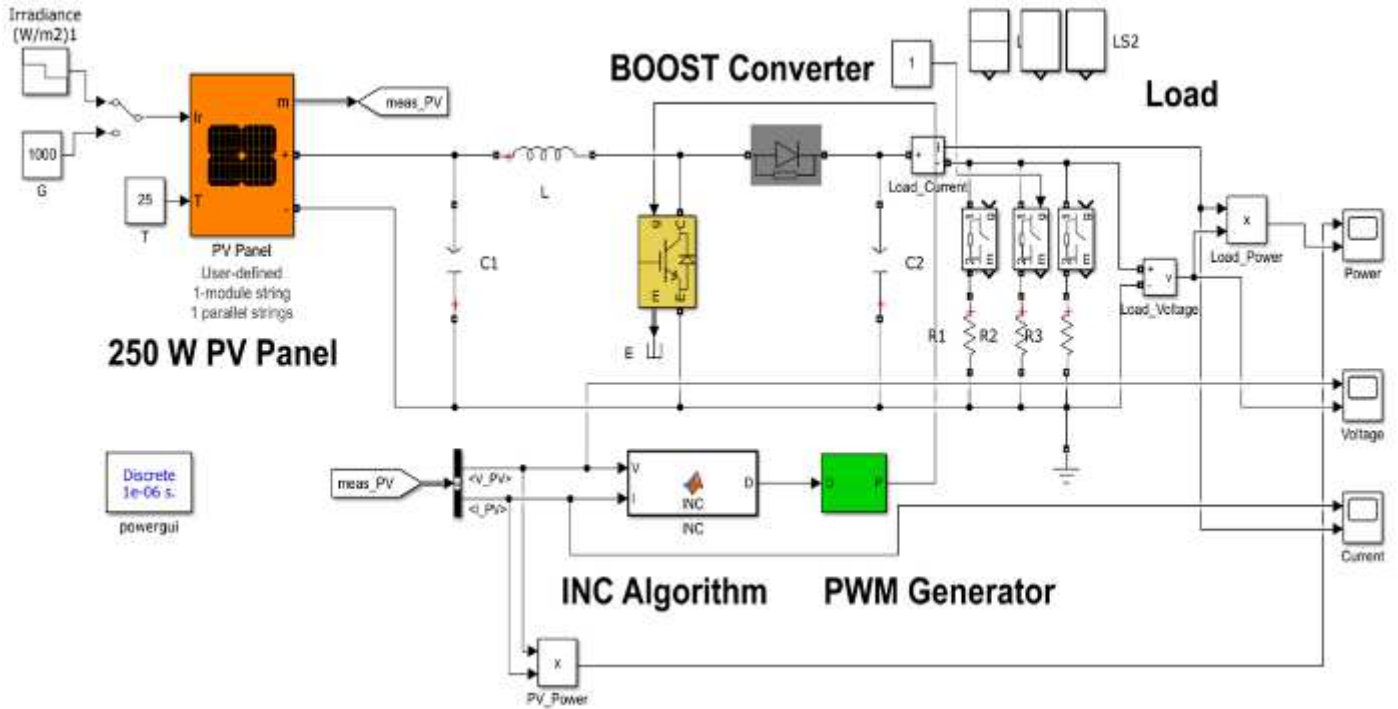 Irradiance
(W/m2)1
BOOST Converter
1
LS2
Load
Ir
m
meas_PV
1000
G
+
L
25
T
T
-
PV Panel
User-defined
1-module string
1 parallel strings
250 W PV Panel
C1
g
C
m
E
E
C2
+
I
-
Load_Current
g
m
g
m
g
m
R1
R2
R3
+
-
v
Load_Voltage
X
Load_Power
Power
Voltage
Current
Discrete
1e-06 s.
powergui
meas_PV
<V_PV>
<I_PV>
V
I
INC
D
INC
D
P
INC Algorithm
PWM Generator
X
PV_Power